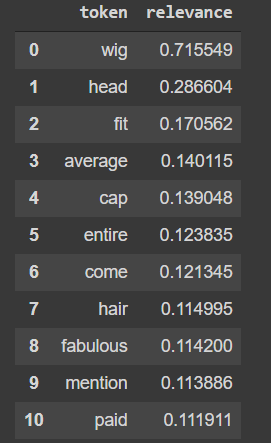 token relevance
0 wig 0.715549
1 head 0.286604
2 fit 0.170562
3 average 0.140115
4 cap 0.139048
5 entire 0.123835
6 come 0.121345
7 hair 0.114995
8 fabulous 0.114200
9 mention 0.113886
10 paid 0.111911